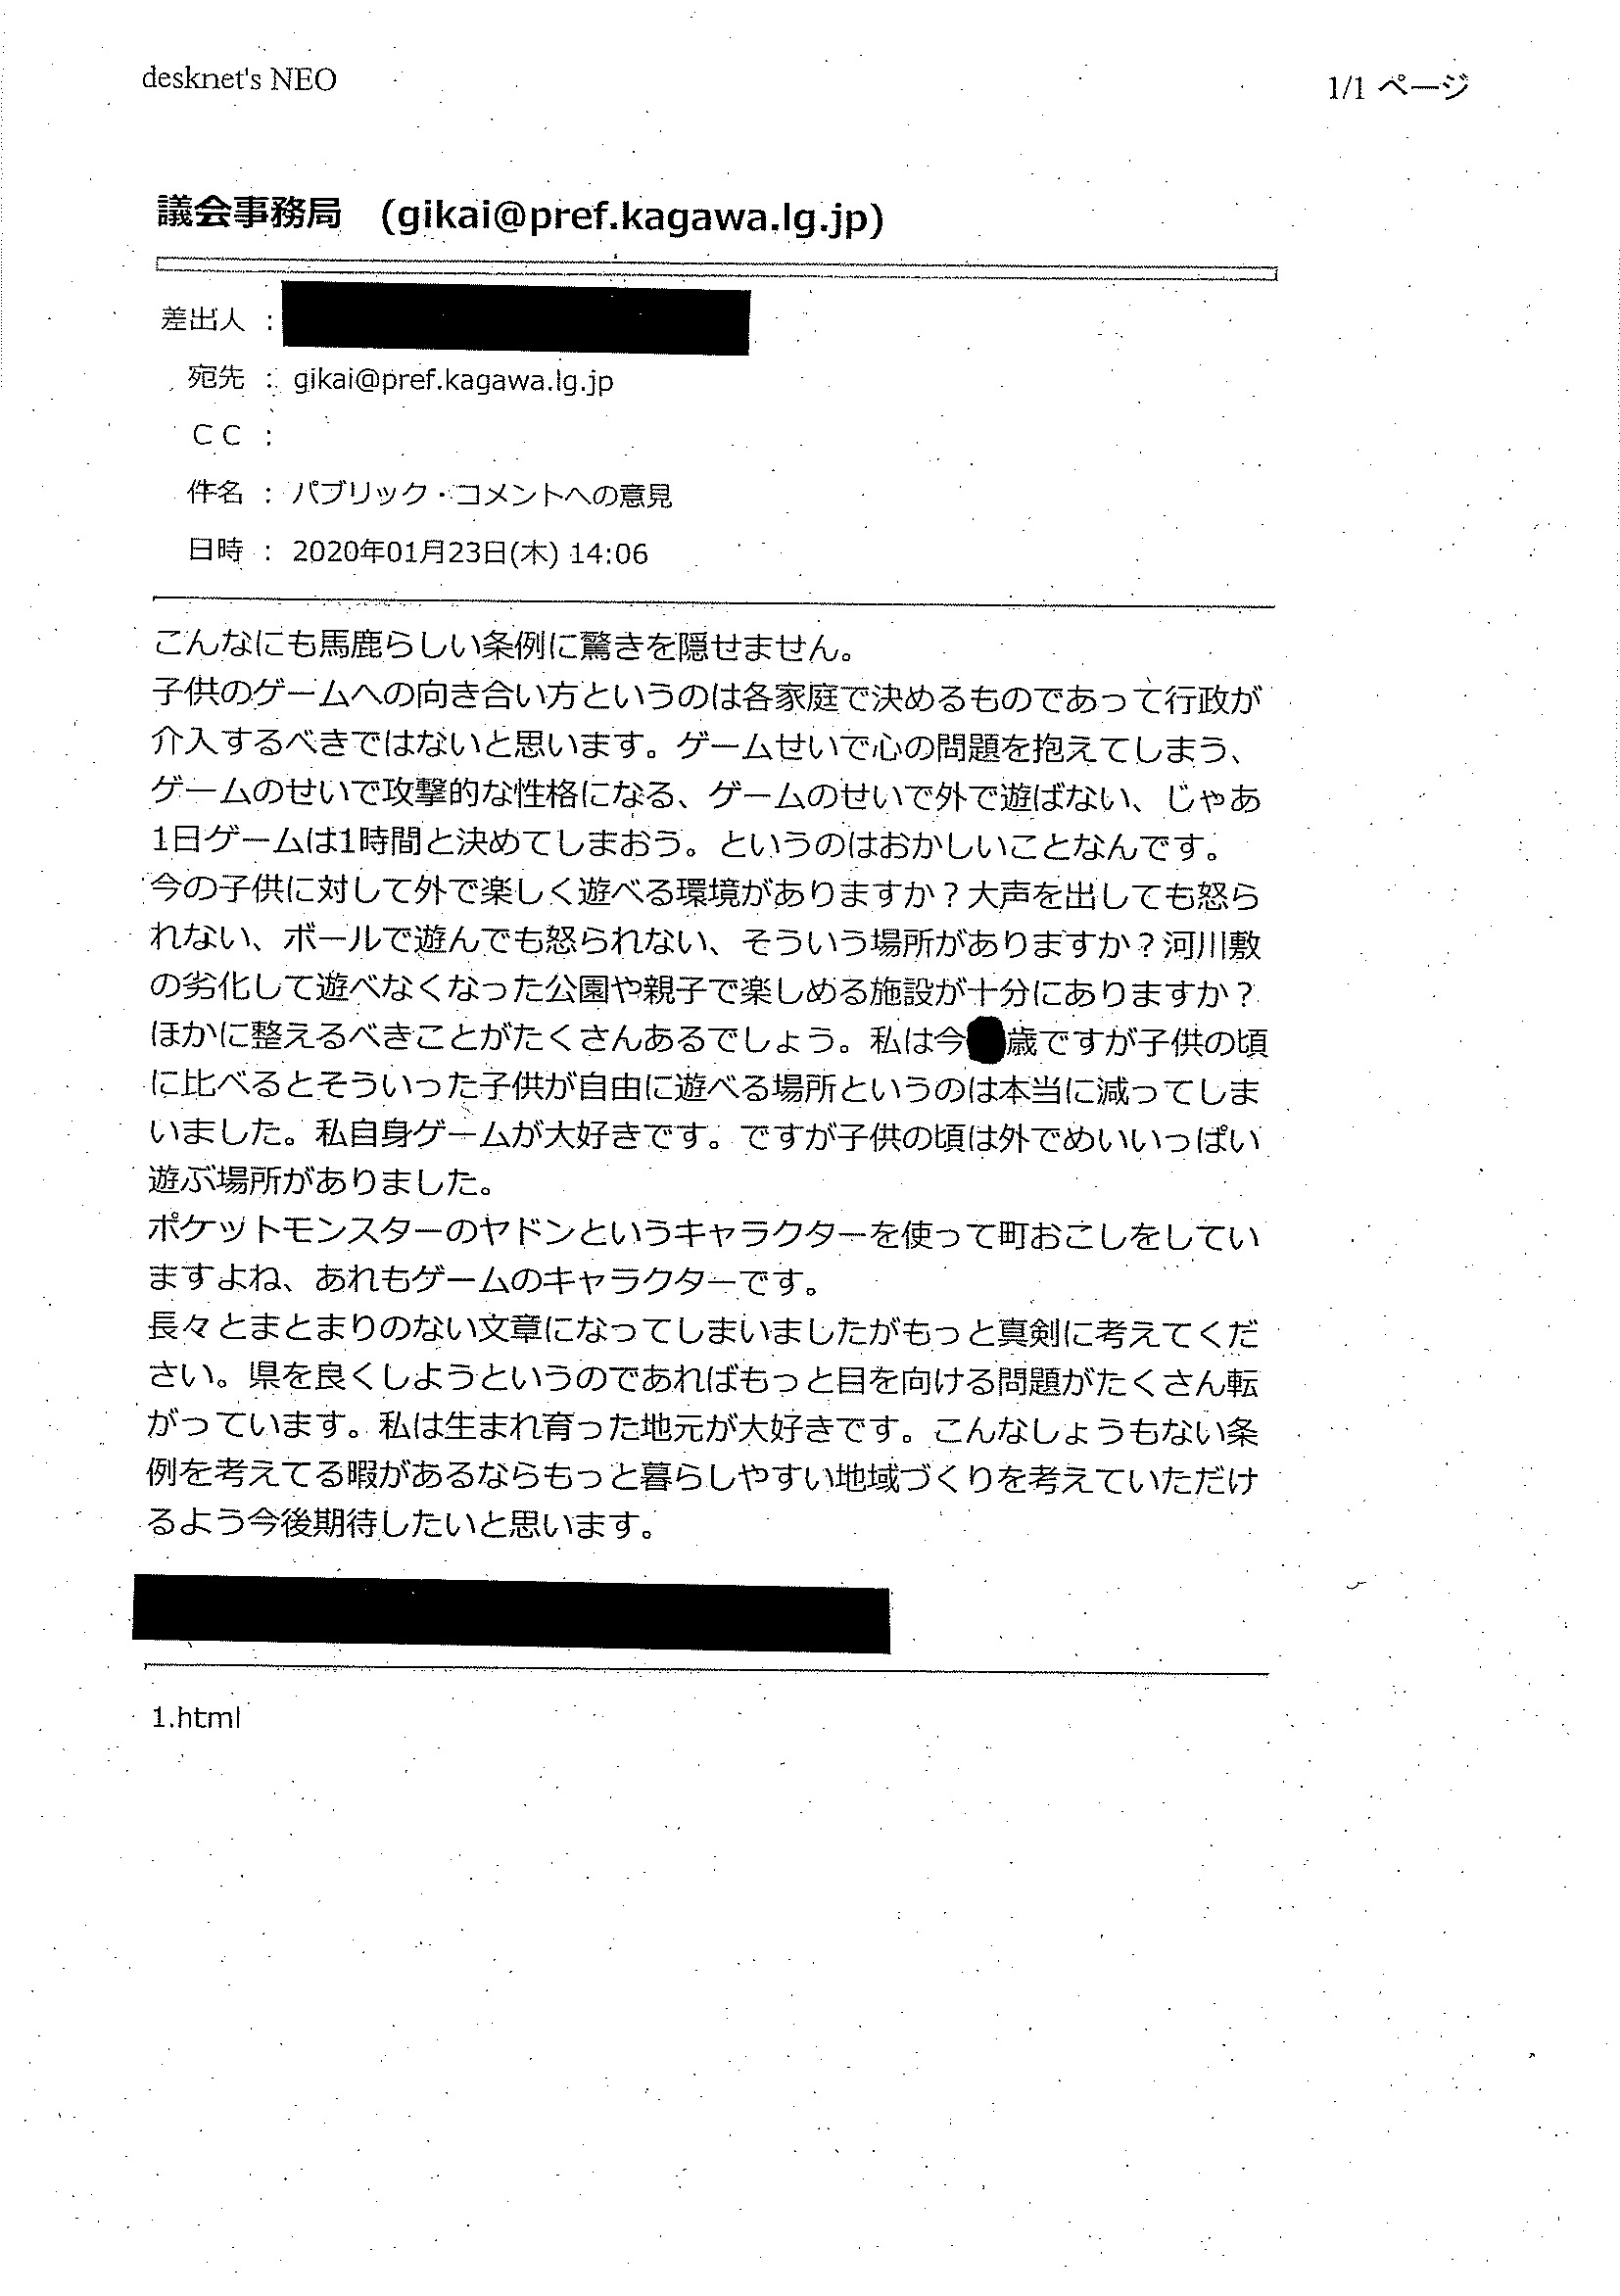 desknet's NEO
1/1 ページ
議会事務局　(gikai@pref.kagawa.lg.jp)
差出人 :
宛先 : gikai@pref.kagawa.lg.jp
CC :
件名 : パブリック・コメントへの意見
日時 : 2020年01月23日(木) 14:06
こんなにも馬鹿らしい条例に驚きを隠せません。
子供のゲームへの向き合い方というのは各家庭で決めるものであって行政が
介入するべきではないと思います。ゲームせいで心の問題を抱えてしまう、
ゲームのせいで攻撃的な性格になる、ゲームのせいで外で遊ばない、じゃあ
1日ゲームは1時間と決めてしまおう。というのはおかしいことなんです。
今の子供に対して外で楽しく遊べる環境がありますか？大声を出しても怒ら
れない、ボールで遊んでも怒られない、そういう場所がありますか？河川敷
の劣化して遊べなくなった公園や親子で楽しめる施設が十分にありますか？
ほかに整えるべきことがたくさんあるでしょう。私は今歳ですが子供の頃
に比べるとそういった子供が自由に遊べる場所というのは本当に減ってしま
いました。私自身ゲームが大好きです。ですが子供の頃は外でめいいっぱい
遊ぶ場所がありました。
ポケットモンスターのヤドンというキャラクターを使って町おこしをしてい
ますよね、あれもゲームのキャラクターです。
長々とまとまりのない文章になってしまいましたがもっと真剣に考えてくだ
さい。県を良くしようというのであればもっと目を向ける問題がたくさん転
がっています。私は生まれ育った地元が大好きです。こんなしょうもない条
例を考えてる暇があるならもっと暮らしやすい地域づくりを考えていただけ
るよう今後期待したいと思います。
1.html